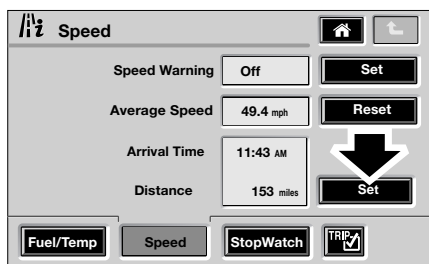 i Speed
Speed Warning Off Set
Average Speed 49.4 mph Reset
Arrival Time 11:43 AM
Distance 153 miles Set
Fuel/Temp Speed StopWatch TRIP